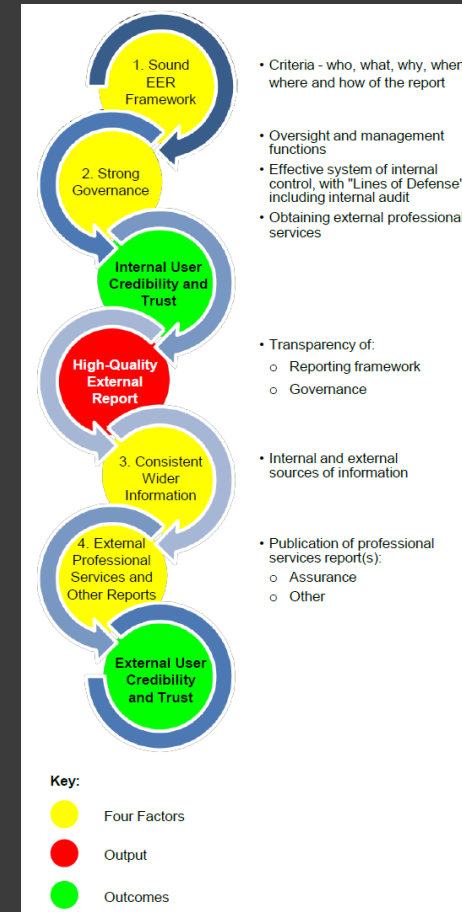 1. Sound
EER
Framework
• Criteria - who, what, why, when
where and how of the report
2. Strong
Governance
• Oversight and management
functions
• Effective system of internal
control, with "Lines of Defense"
including internal audit
• Obtaining external professional
services
Internal User
Credibility and
Trust
High-Quality
External
Report
• Transparency of:
o Reporting framework
o Governance
3. Consistent
Wider
Information
• Internal and external
sources of information
4. External
Professional
Services and
Other Reports
• Publication of professional
services report(s):
o Assurance
o Other
External User
Credibility
and Trust
Key:
Four Factors
Output
Outcomes